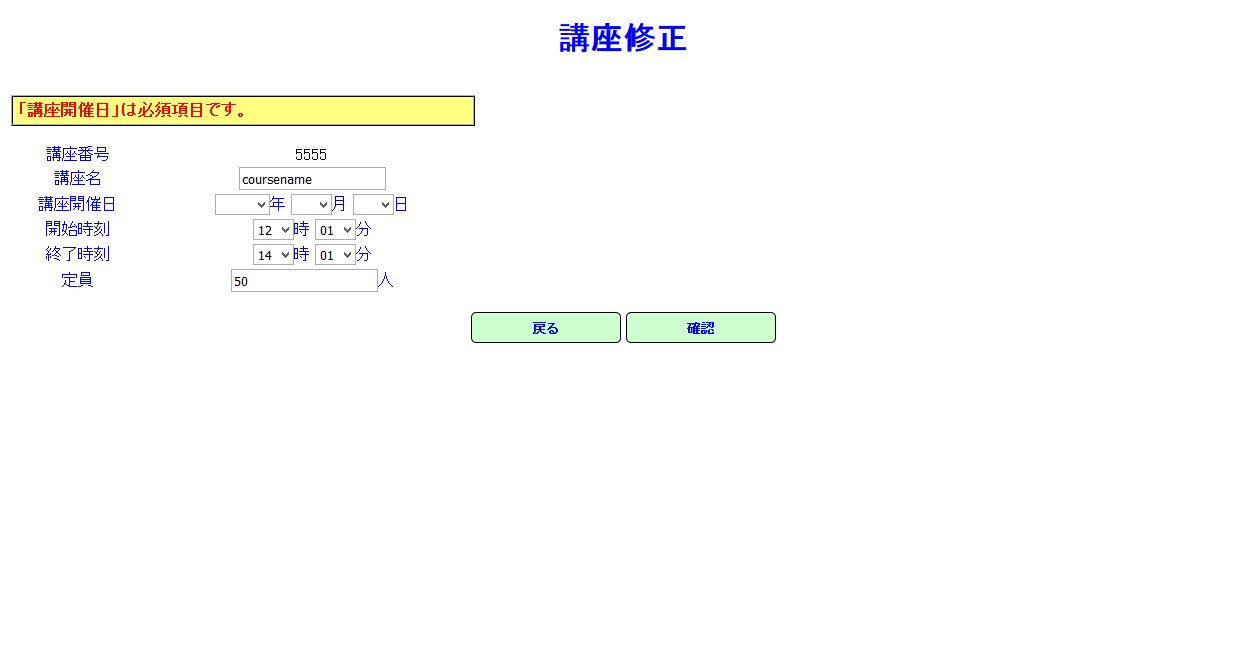 講座修正
「講座開催日」は必須項目です。
講座番号 5555
講座名 coursename
講座開催日 年 月 日
開始時刻 12 時 01 分
終了時刻 14 時 01 分
定員 50 人
戻る 確認